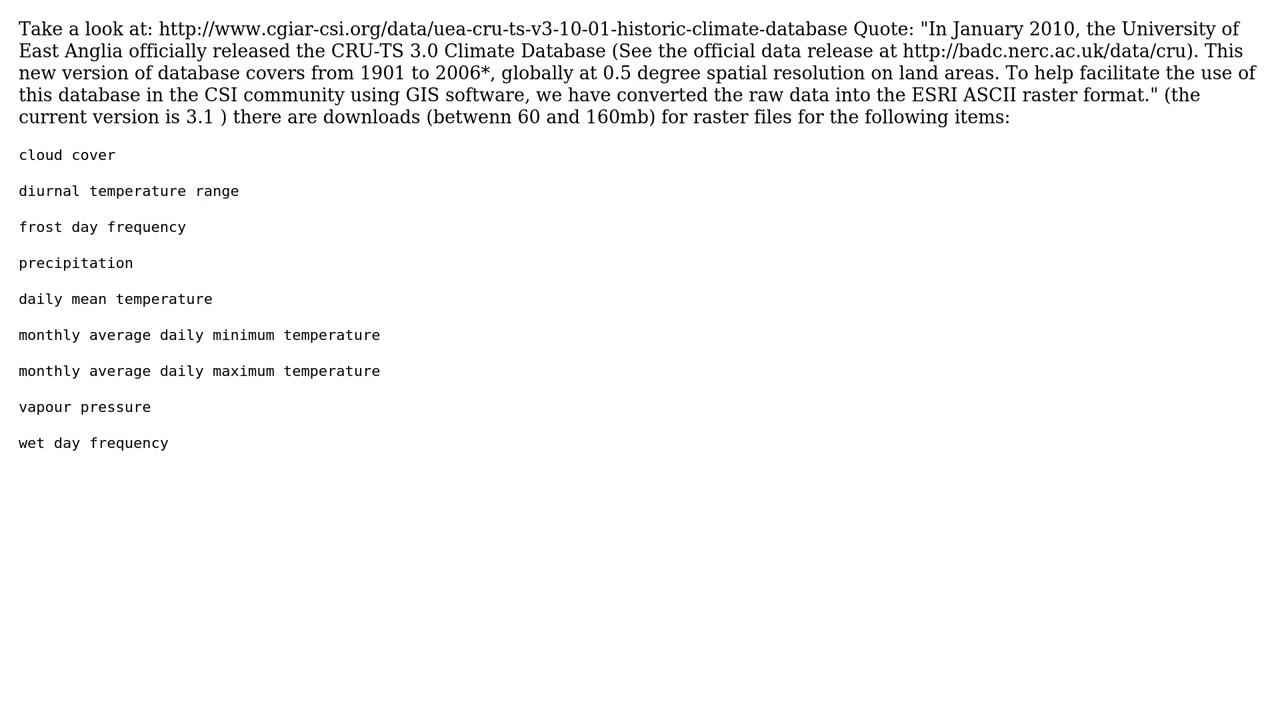 Take a look at: http://www.cgiar-csi.org/data/uea-cru-ts-v3-10-01-historic-climate-database Quote: "In January 2010, the University of
East Anglia officially released the CRU-TS 3.0 Climate Database (See the official data release at http://badc.nerc.ac.uk/data/cru). This
new version of database covers from 1901 to 2006*, globally at 0.5 degree spatial resolution on land areas. To help facilitate the use of
this database in the CSI community using GIS software, we have converted the raw data into the ESRI ASCII raster format." (the
current version is 3.1 ) there are downloads (betwenn 60 and 160mb) for raster files for the following items:
cloud cover
diurnal temperature range
frost day frequency
precipitation
daily mean temperature
monthly average daily minimum temperature
monthly average daily maximum temperature
vapour pressure
wet day frequency